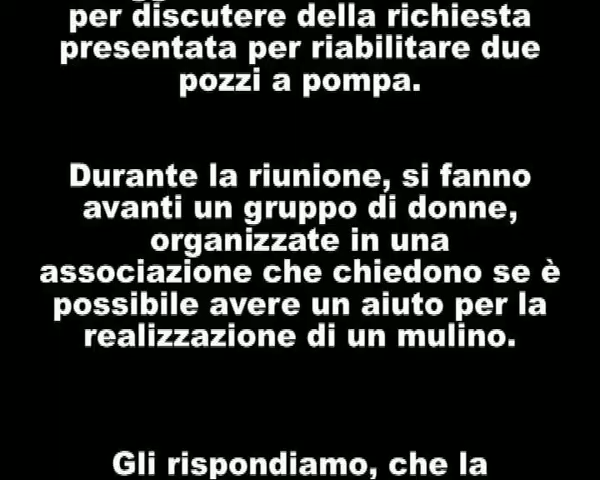 per discutere della richiesta
presentata per riabilitare due
pozzi a pompa.
Durante la riunione, si fanno
avanti un gruppo di donne,
organizzate in una
associazione che chiedono se è
possibile avere un aiuto per la
realizzazione di un mulino.
Gli rispondiamo, che la